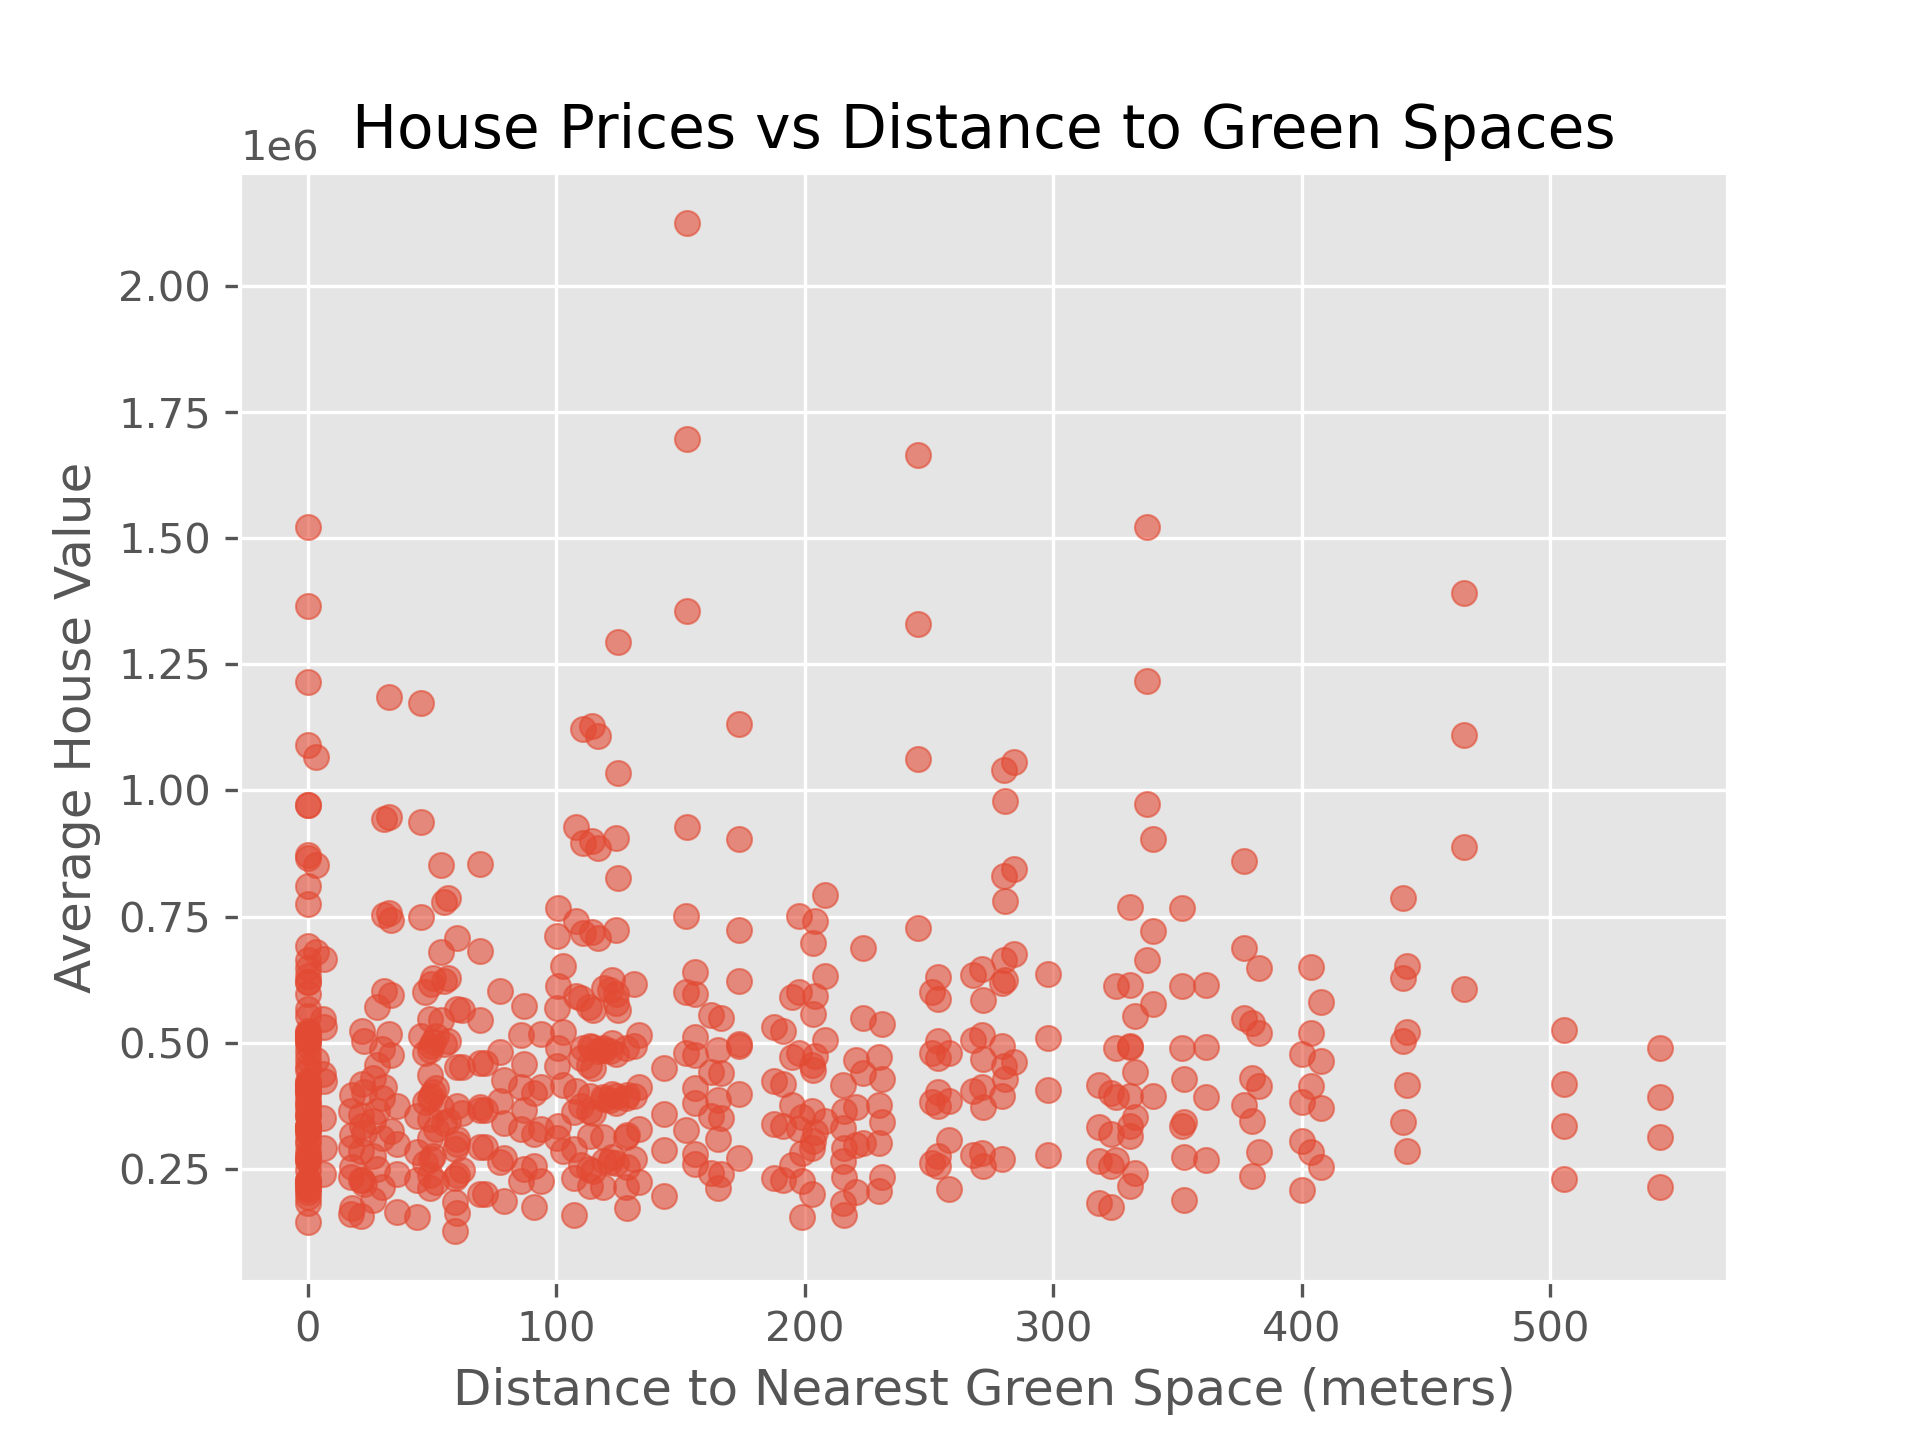 House Prices vs Distance to Green Spaces
1e6
2.00
1.75
1.50
1.25
1.00
0.75
0.50
0.25
Average House Value
0 100 200 300 400 500
Distance to Nearest Green Space (meters)